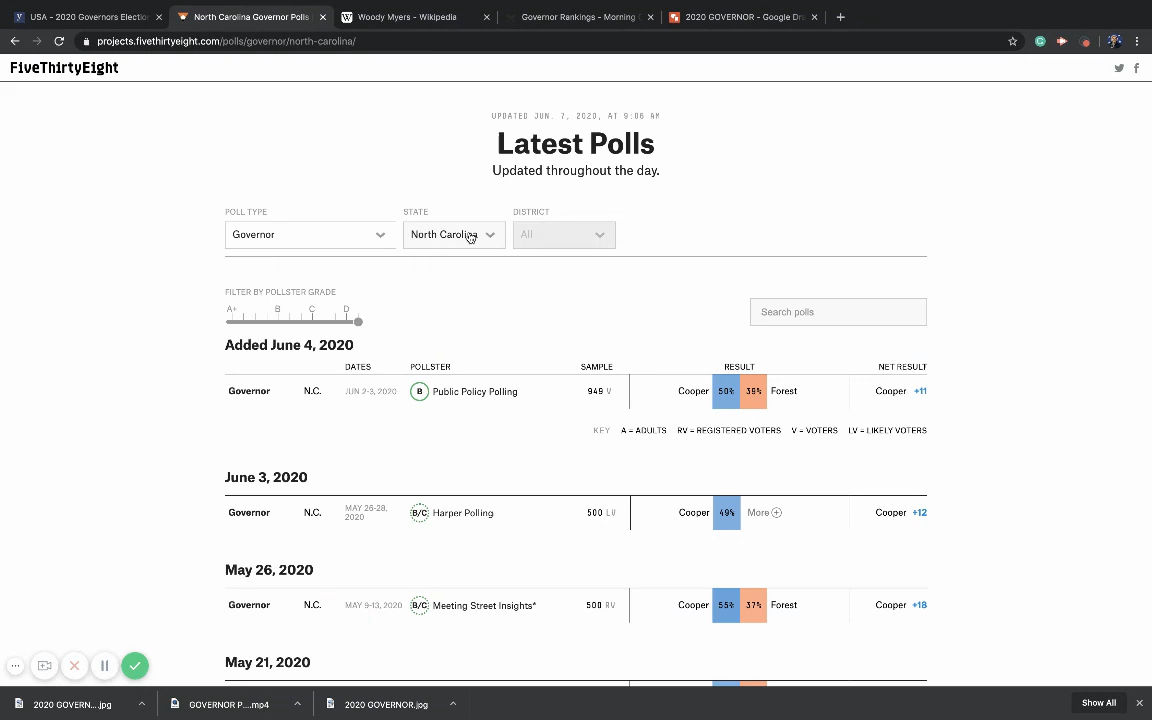 USA - 2020 Governors Election
North Carolina Governor Polls
Woody Myers - Wikipedia
Governor Rankings - Morning C
2020 GOVERNOR - Google Dra
projects.fivethirtyeight.com/polls/governor/north-carolina/
FiveThirtyEight
UPDATED JUN. 7, 2020, AT 9:06 AM
Latest Polls
Updated throughout the day.
POLL TYPE STATE DISTRICT
Governor North Carolina All
FILTER BY POLLSTER GRADE
A+ B C D
Search polls
Added June 4, 2020
DATES POLLSTER SAMPLE RESULT NET RESULT
Governor N.C. JUN 2-3, 2020 B Public Policy Polling 949 V Cooper 50% 39% Forest Cooper +11
KEY A = ADULTS RV = REGISTERED VOTERS V = VOTERS LV = LIKELY VOTERS
June 3, 2020
Governor N.C. MAY 26-28, 2020 B/C Harper Polling 500 LV Cooper 49% More Cooper +12
May 26, 2020
Governor N.C. MAY 9-13, 2020 B/C Meeting Street Insights* 500 RV Cooper 55% 37% Forest Cooper +18
May 21, 2020
2020 GOVERN....jpg
GOVERNOR P....mp4
2020 GOVERNOR.jpg
Show All